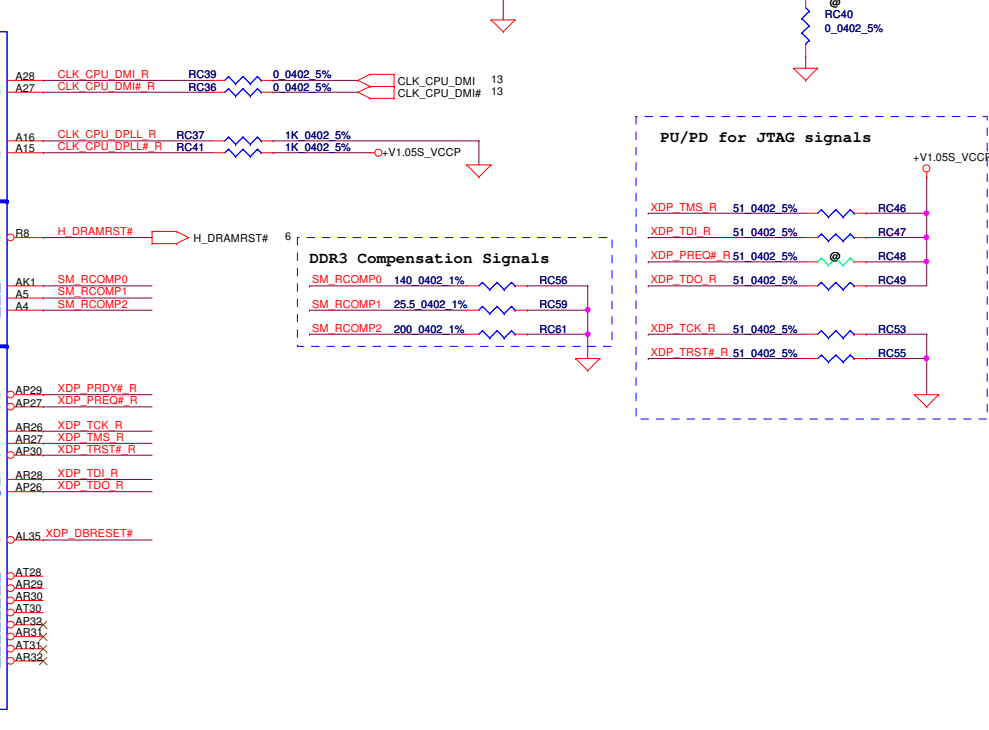 @
RC40
0_0402_5%
A28 CLK_CPU_DMI_R RC39 0_0402_5% CLK_CPU_DMI 13
A27 CLK_CPU_DMI#_R RC36 0_0402_5% CLK_CPU_DMI# 13
A16 CLK_CPU_DPLL_R RC37 1K_0402_5%
A15 CLK_CPU_DPLL#_R RC41 1K_0402_5% +V1.05S_VCCP
R8 H_DRAMRST# H_DRAMRST# 6
AK1 SM_RCOMP0
A5 SM_RCOMP1
A4 SM_RCOMP2
DDR3 Compensation Signals
SM_RCOMP0 140_0402_1% RC56
SM_RCOMP1 25.5_0402_1% RC59
SM_RCOMP2 200_0402_1% RC61
PU/PD for JTAG signals
+V1.05S_VCCP
XDP_TMS_R 51_0402_5% RC46
XDP_TDI_R 51_0402_5% RC47
XDP_PREQ#_R 51_0402_5% @ RC48
XDP_TDO_R 51_0402_5% RC49
XDP_TCK_R 51_0402_5% RC53
XDP_TRST#_R 51_0402_5% RC55
AP29 XDP_PRDY#_R
AP27 XDP_PREQ#_R
AR26 XDP_TCK_R
AR27 XDP_TMS_R
AP30 XDP_TRST#_R
AR28 XDP_TDI_R
AP26 XDP_TDO_R
AL35 XDP_DBRESET#
AT28
AR29
AR30
AT30
AP32
AR31
AT31
AR32